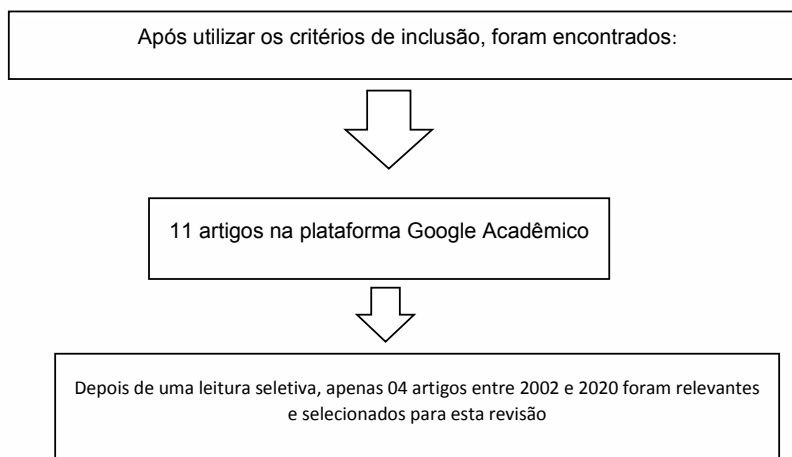 Após utilizar os critérios de inclusão, foram encontrados:
11 artigos na plataforma Google Acadêmico
Depois de uma leitura seletiva, apenas 04 artigos entre 2002 e 2020 foram relevantes
e selecionados para esta revisão